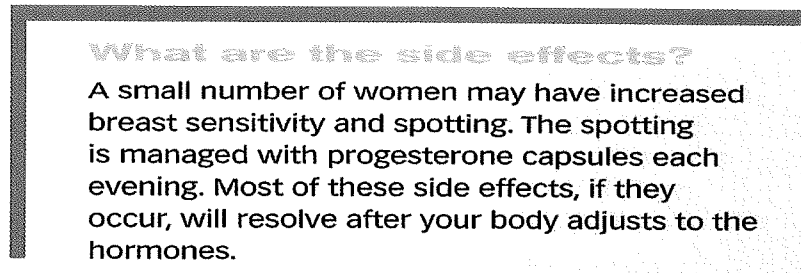 What are the side effects?
A small number of women may have increased
breast sensitivity and spotting. The spotting
is managed with progesterone capsules each
evening. Most of these side effects, if they
occur, will resolve after your body adjusts to the
hormones.